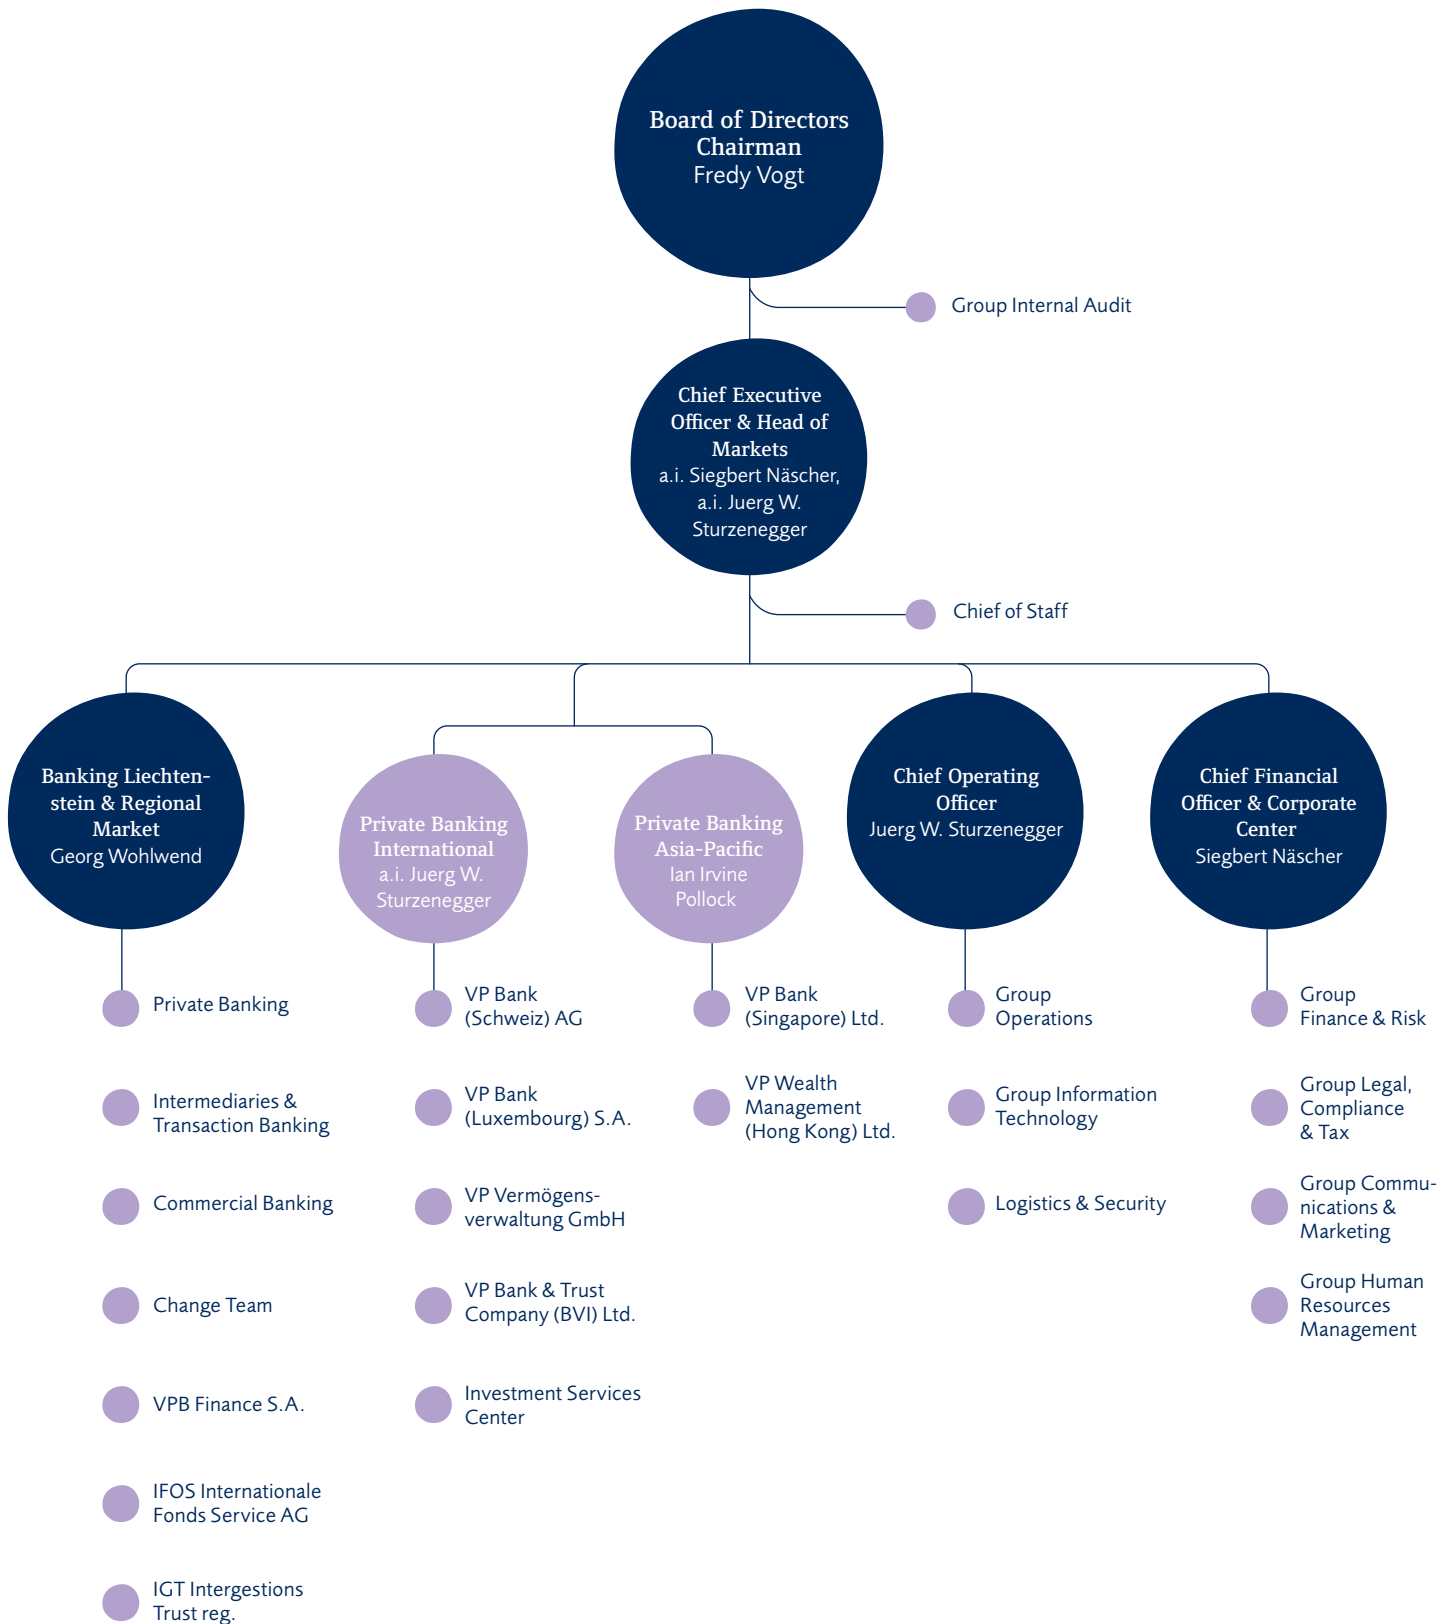 Board of Directors
Chairman
Fredy Vogt
Group Internal Audit
Chief Executive
Officer & Head of
Markets
a.i. Siegbert Näscher,
a.i. Juerg W.
Sturzenegger
Chief of Staff
Banking Liechten-
stein & Regional
Market
Georg Wohlwend
Private Banking
International
a.i. Juerg W.
Sturzenegger
Private Banking
Asia-Pacific
Ian Irvine
Pollock
Chief Operating
Officer
Juerg W. Sturzenegger
Chief Financial
Officer & Corporate
Center
Siegbert Näscher
Private Banking
Intermediaries &
Transaction Banking
Commercial Banking
Change Team
VPB Finance S.A.
IFOS Internationale
Fonds Service AG
IGT Intergestions
Trust reg.
VP Bank
(Schweiz) AG
VP Bank
(Luxembourg) S.A.
VP Vermögens-
verwaltung GmbH
VP Bank & Trust
Company (BVI) Ltd.
Investment Services
Center
VP Bank
(Singapore) Ltd.
VP Wealth
Management
(Hong Kong) Ltd.
Group
Operations
Group Information
Technology
Logistics & Security
Group
Finance & Risk
Group Legal,
Compliance
& Tax
Group Commu-
nications &
Marketing
Group Human
Resources
Management